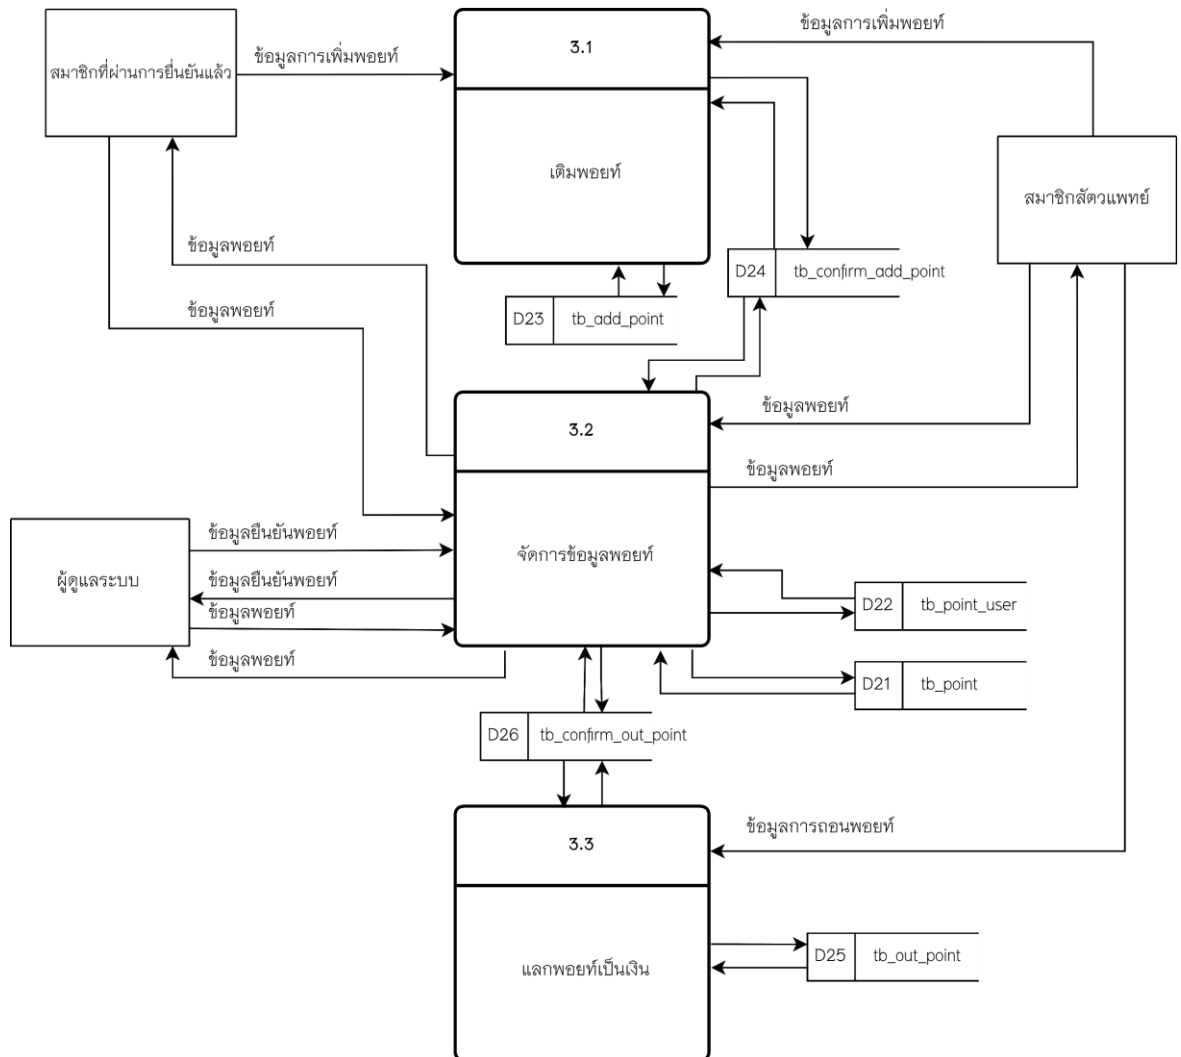 ข้อมูลการเพิ่มพอยท์
3.1
ข้อมูลการเพิ่มพอยท์
สมาชิกที่ผ่านการยื่นยันแล้ว
เติมพอยท์
สมาชิกสัตวแพทย์
ข้อมูลพอยท์
D24
tb_confirm_add_point
ข้อมูลพอยท์
D23
tb_add_point
ข้อมูลพอยท์
3.2
ข้อมูลพอยท์
ข้อมูลยืนยันพอยท์
จัดการข้อมูลพอยท์
ผู้ดูแลระบบ
ข้อมูลยืนยันพอยท์
D22
tb_point_user
ข้อมูลพอยท์
ข้อมูลพอยท์
D21
tb_point
D26
tb_confirm_out_point
3.3
ข้อมูลการถอนพอยท์
แลกพอยท์เป็นเงิน
D25
tb_out_point